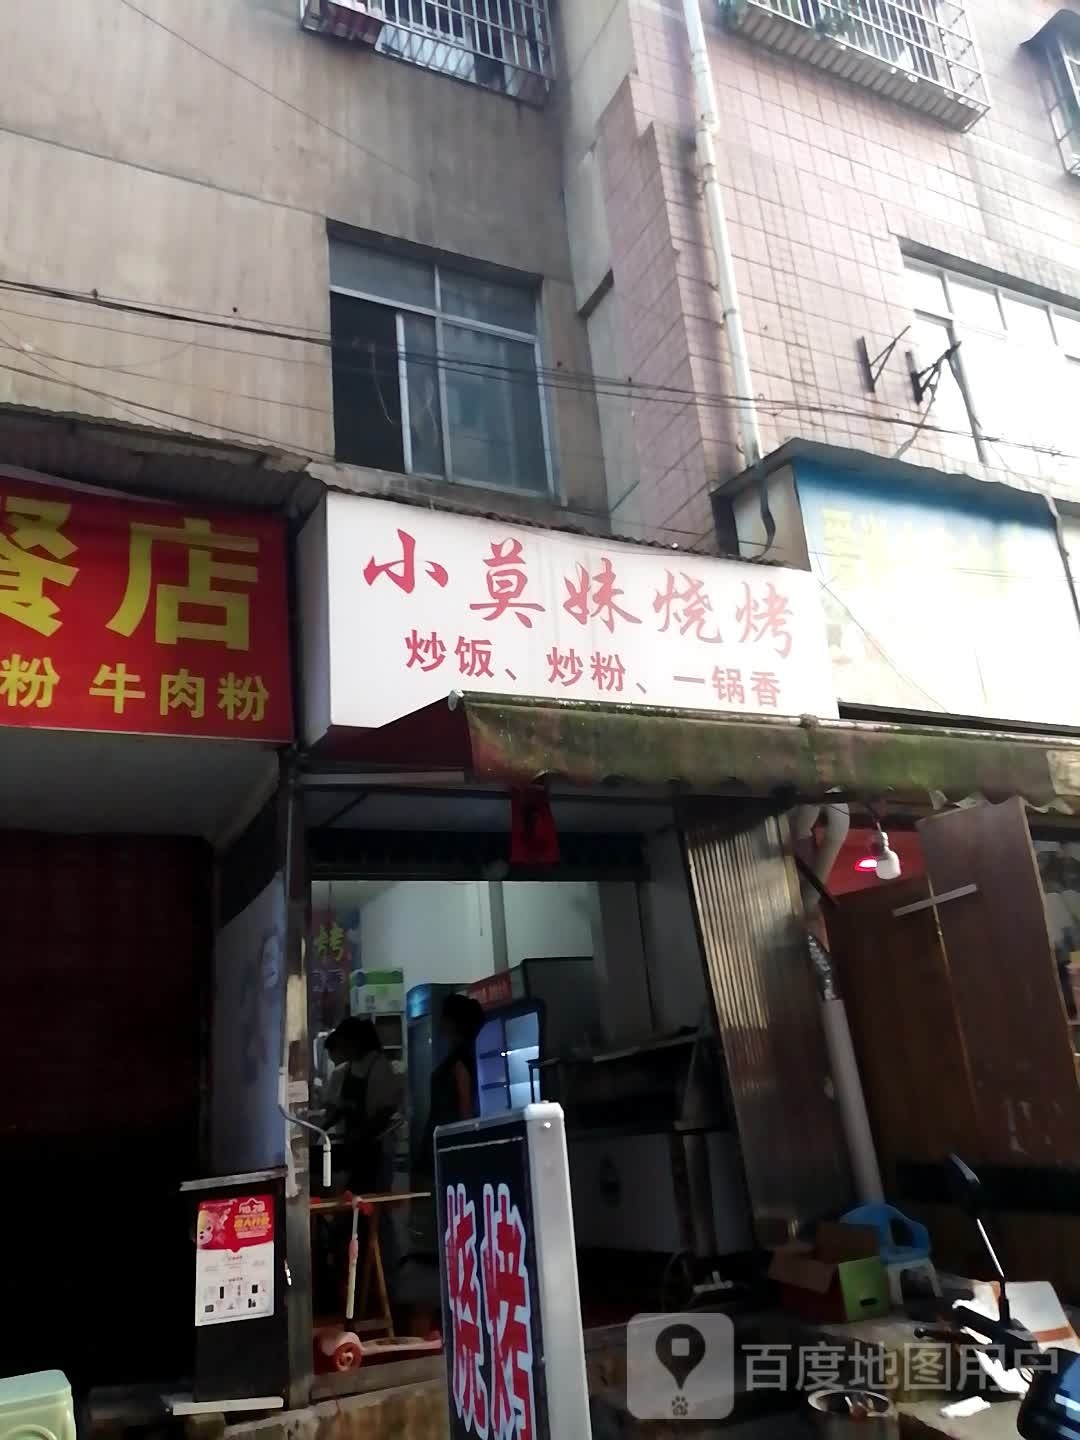 餐店
粉 牛肉粉
小莫妹烧烤
炒饭、炒粉、一锅香
烤
烧烤
百度地图用户